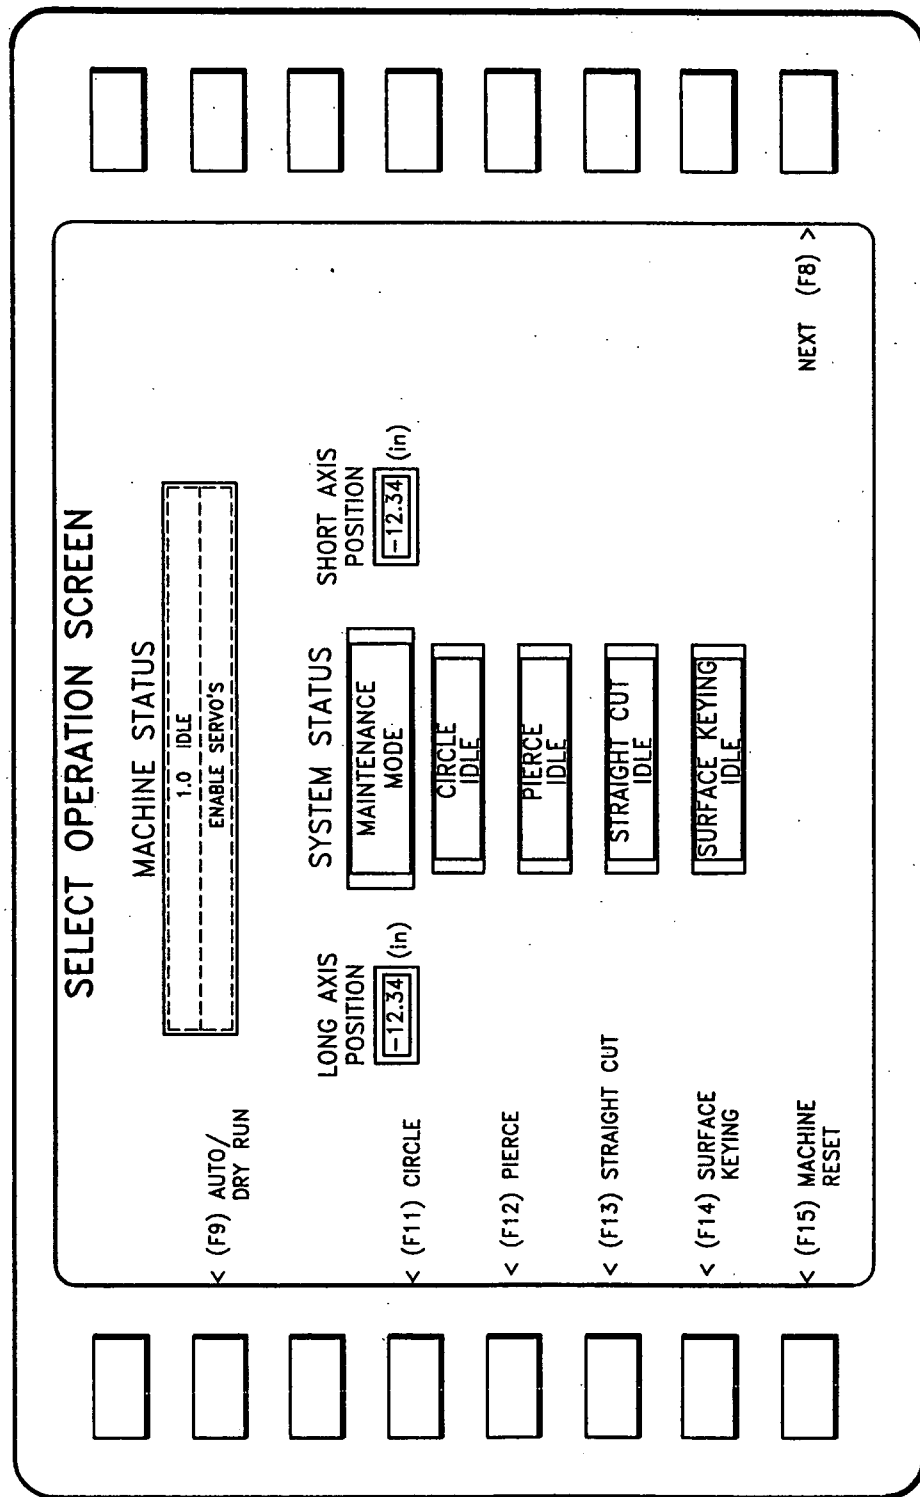 SELECT OPERATION SCREEN
MACHINE STATUS
1.0 IDLE
ENABLE SERVO'S
< (F9) AUTO/
DRY RUN
LONG AXIS
POSITION
-12.34 (in)
SYSTEM STATUS
MAINTENANCE
MODE
SHORT AXIS
POSITION
-12.34 (in)
< (F11) CIRCLE
CIRCLE
IDLE
< (F12) PIERCE
PIERCE
IDLE
< (F13) STRAIGHT CUT
STRAIGHT CUT
IDLE
< (F14) SURFACE
KEYING
SURFACE KEYING
IDLE
< (F15) MACHINE
RESET
NEXT (F8) >